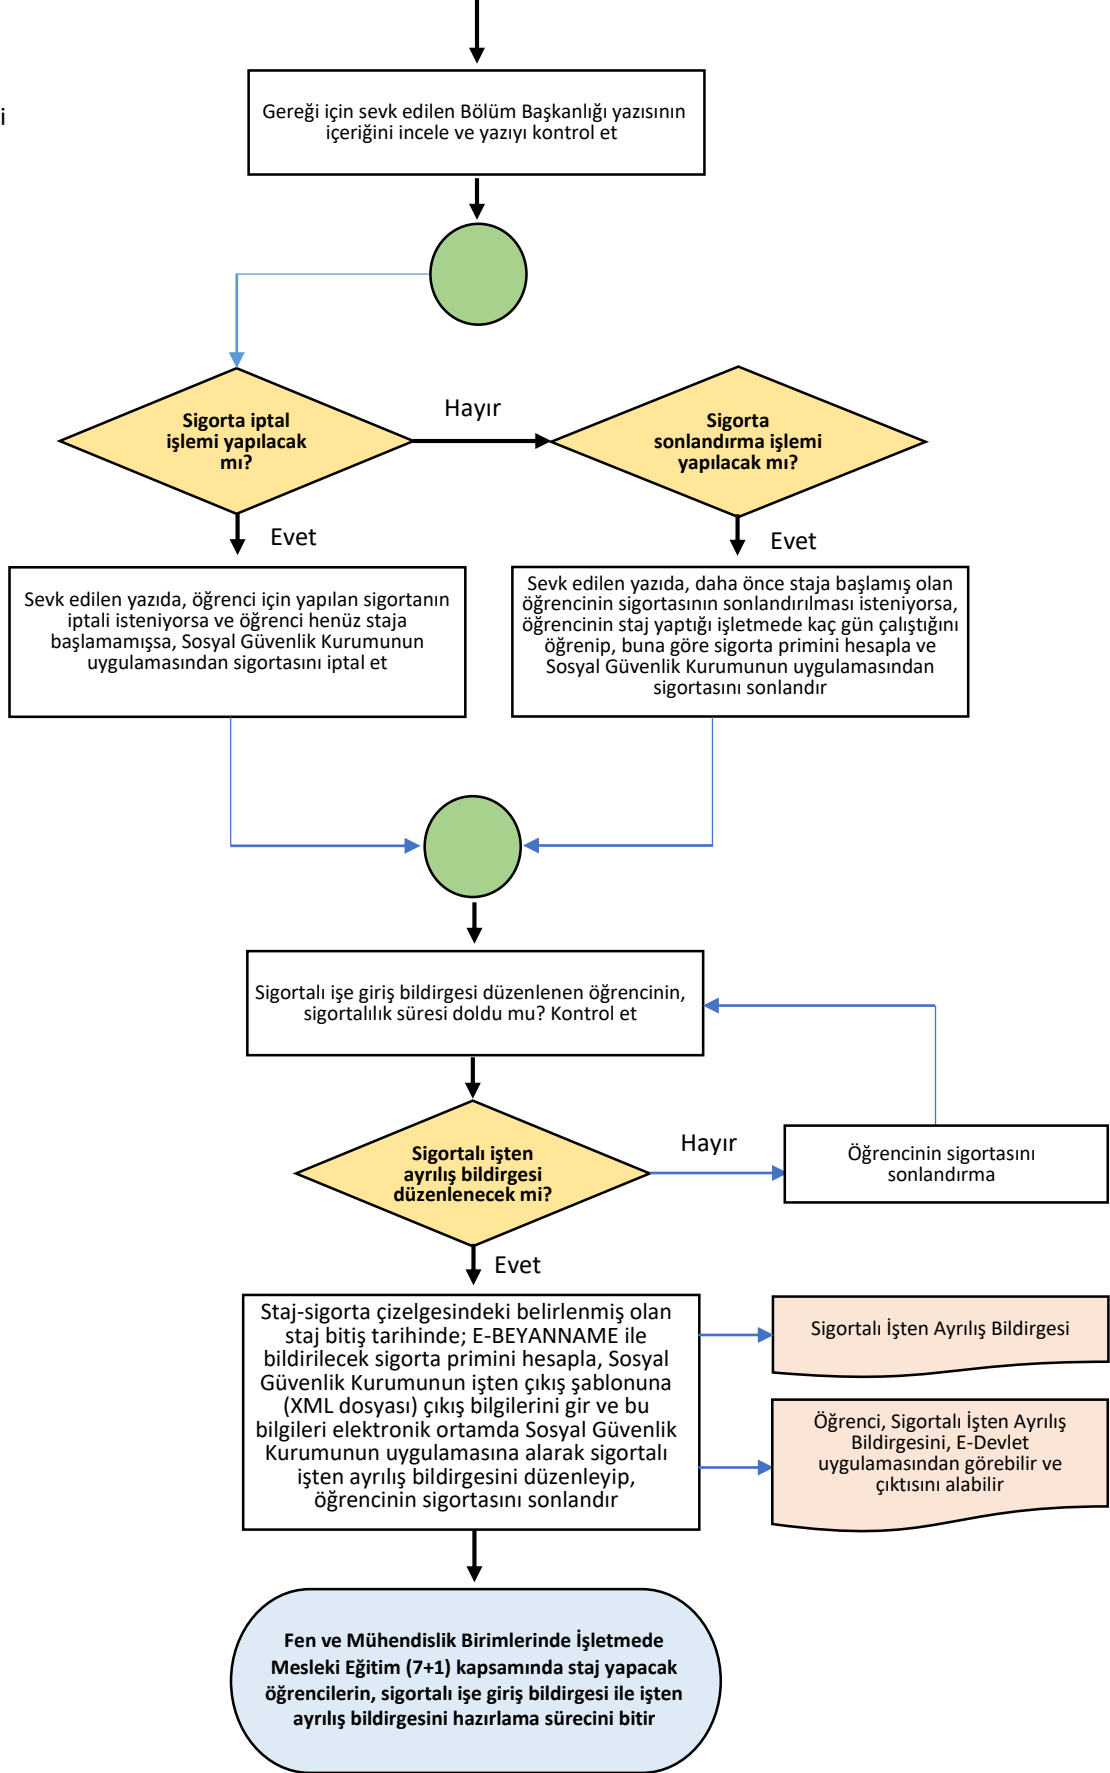 i
Gereği için sevk edilen Bölüm Başkanlığı yazısının
içeriğini incele ve yazıyı kontrol et
Sigorta iptal
işlemi yapılacak
mı?
Hayır
Sigorta
sonlandırma işlemi
yapılacak mı?
Evet
Evet
Sevk edilen yazıda, öğrenci için yapılan sigortanın
iptali isteniyorsa ve öğrenci henüz staja
başlamamışsa, Sosyal Güvenlik Kurumunun
uygulamasından sigortasını iptal et
Sevk edilen yazıda, daha önce staja başlamış olan
öğrencinin sigortasının sonlandırılması isteniyorsa,
öğrencinin staj yaptığı işletmede kaç gün çalıştığını
öğrenip, buna göre sigorta primini hesapla ve
Sosyal Güvenlik Kurumunun uygulamasından
sigortasını sonlandır
Sigortalı işe giriş bildirgesi düzenlenen öğrencinin,
sigortalılık süresi doldu mu? Kontrol et
Sigortalı işten
ayrılış bildirgesi
düzenlenecek mi?
Hayır
Öğrencinin sigortasını
sonlandırma
Evet
Staj-sigorta çizelgesindeki belirlenmiş olan
staj bitiş tarihinde; E-BEYANNAME ile
bildirilecek sigorta primini hesapla, Sosyal
Güvenlik Kurumunun işten çıkış şablonuna
(XML dosyası) çıkış bilgilerini gir ve bu
bilgileri elektronik ortamda Sosyal Güvenlik
Kurumunun uygulamasına alarak sigortalı
işten ayrılış bildirgesini düzenleyip,
öğrencinin sigortasını sonlandır
Sigortalı İşten Ayrılış Bildirgesi
Öğrenci, Sigortalı İşten Ayrılış
Bildirgesini, E-Devlet
uygulamasından görebilir ve
çıktısını alabilir
Fen ve Mühendislik Birimlerinde İşletmede
Mesleki Eğitim (7+1) kapsamında staj yapacak
öğrencilerin, sigortalı işe giriş bildirgesi ile işten
ayrılış bildirgesini hazırlama sürecini bitir